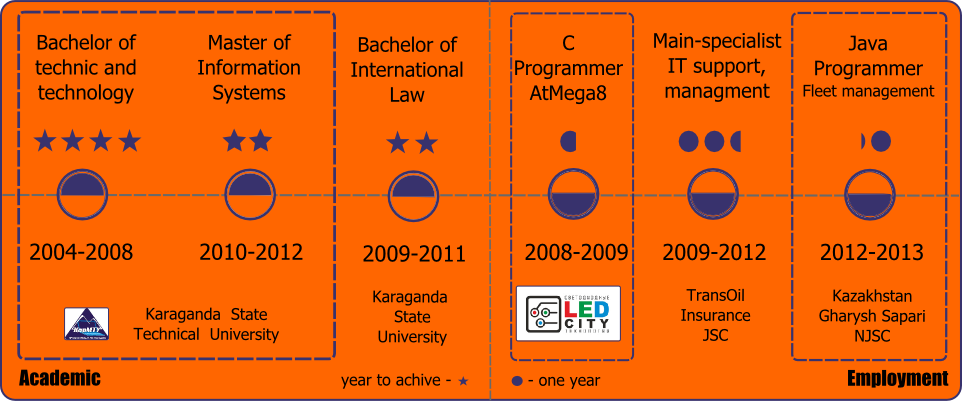 Bachelor of
technic and
technology
2004-2008
Master of
Information
Systems
2010-2012
КарМТУ
Karaganda State
Technical University
Bachelor of
International
Law
2009-2011
Karaganda
State
University
C
Programmer
AtMega8
2008-2009
СВЕТОДИОДНЫЕ
LED
CITY
ТЕХНОЛОГИИ
Main-specialist
IT support,
managment
2009-2012
TransOil
Insurance
JSC
Java
Programmer
Fleet management
2012-2013
Kazakhstan
Gharysh Sapari
NJSC
Academic
year to achive -
- one year
Employment